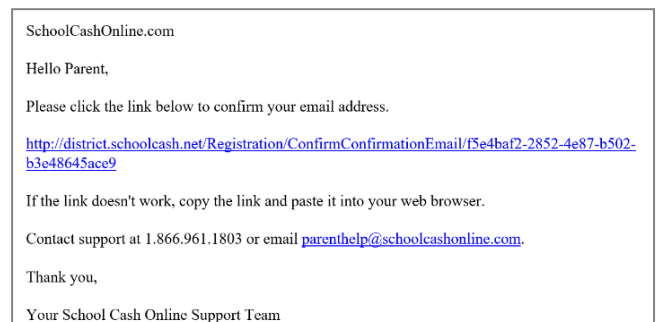 SchoolCashOnline.com
Hello Parent,
Please click the link below to confirm your email address.
http://district.schoolcash.net/Registration/ConfirmConfirmationEmail/f5e4baf2-2852-4e87-b502-
b3e48645ace9
If the link doesn't work, copy the link and paste it into your web browser.
Contact support at 1.866.961.1803 or email parenthelp@schoolcashonline.com.
Thank you,
Your School Cash Online Support Team